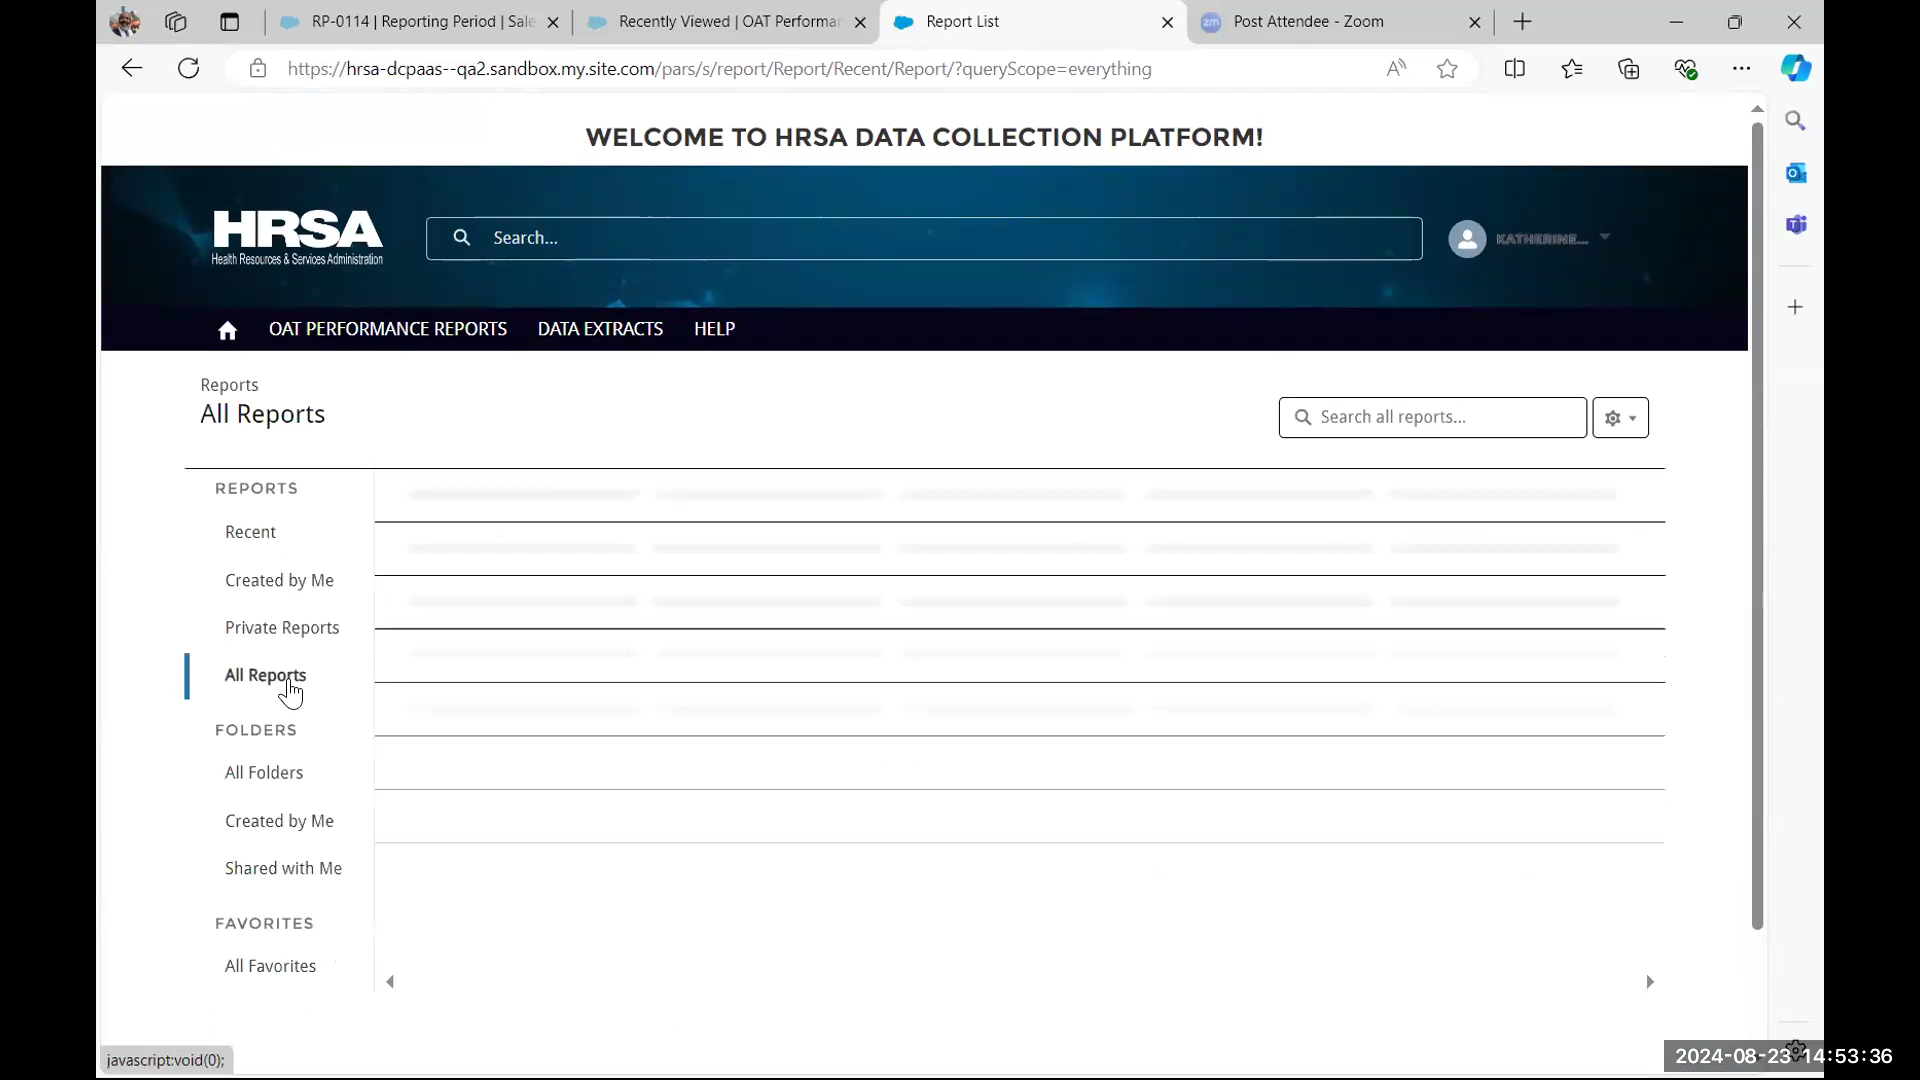 RP-0114 | Reporting Period | Sale
Recently Viewed | OAT Performa
Report List
zm Post Attendee - Zoom
https://hrsa-dcpaas--qa2.sandbox.my.site.com/pars/s/report/Report/Recent/Report/?queryScope=everything
WELCOME TO HRSA DATA COLLECTION PLATFORM!
HRSA
Health Resources & Services Administration
Search...
KATHERINE...
OAT PERFORMANCE REPORTS DATA EXTRACTS HELP
Reports
All Reports
Search all reports...
REPORTS
Recent
Created by Me
Private Reports
All Reports
FOLDERS
All Folders
Created by Me
Shared with Me
FAVORITES
All Favorites
javascript:void(0);
2024-08-23 14:53:36